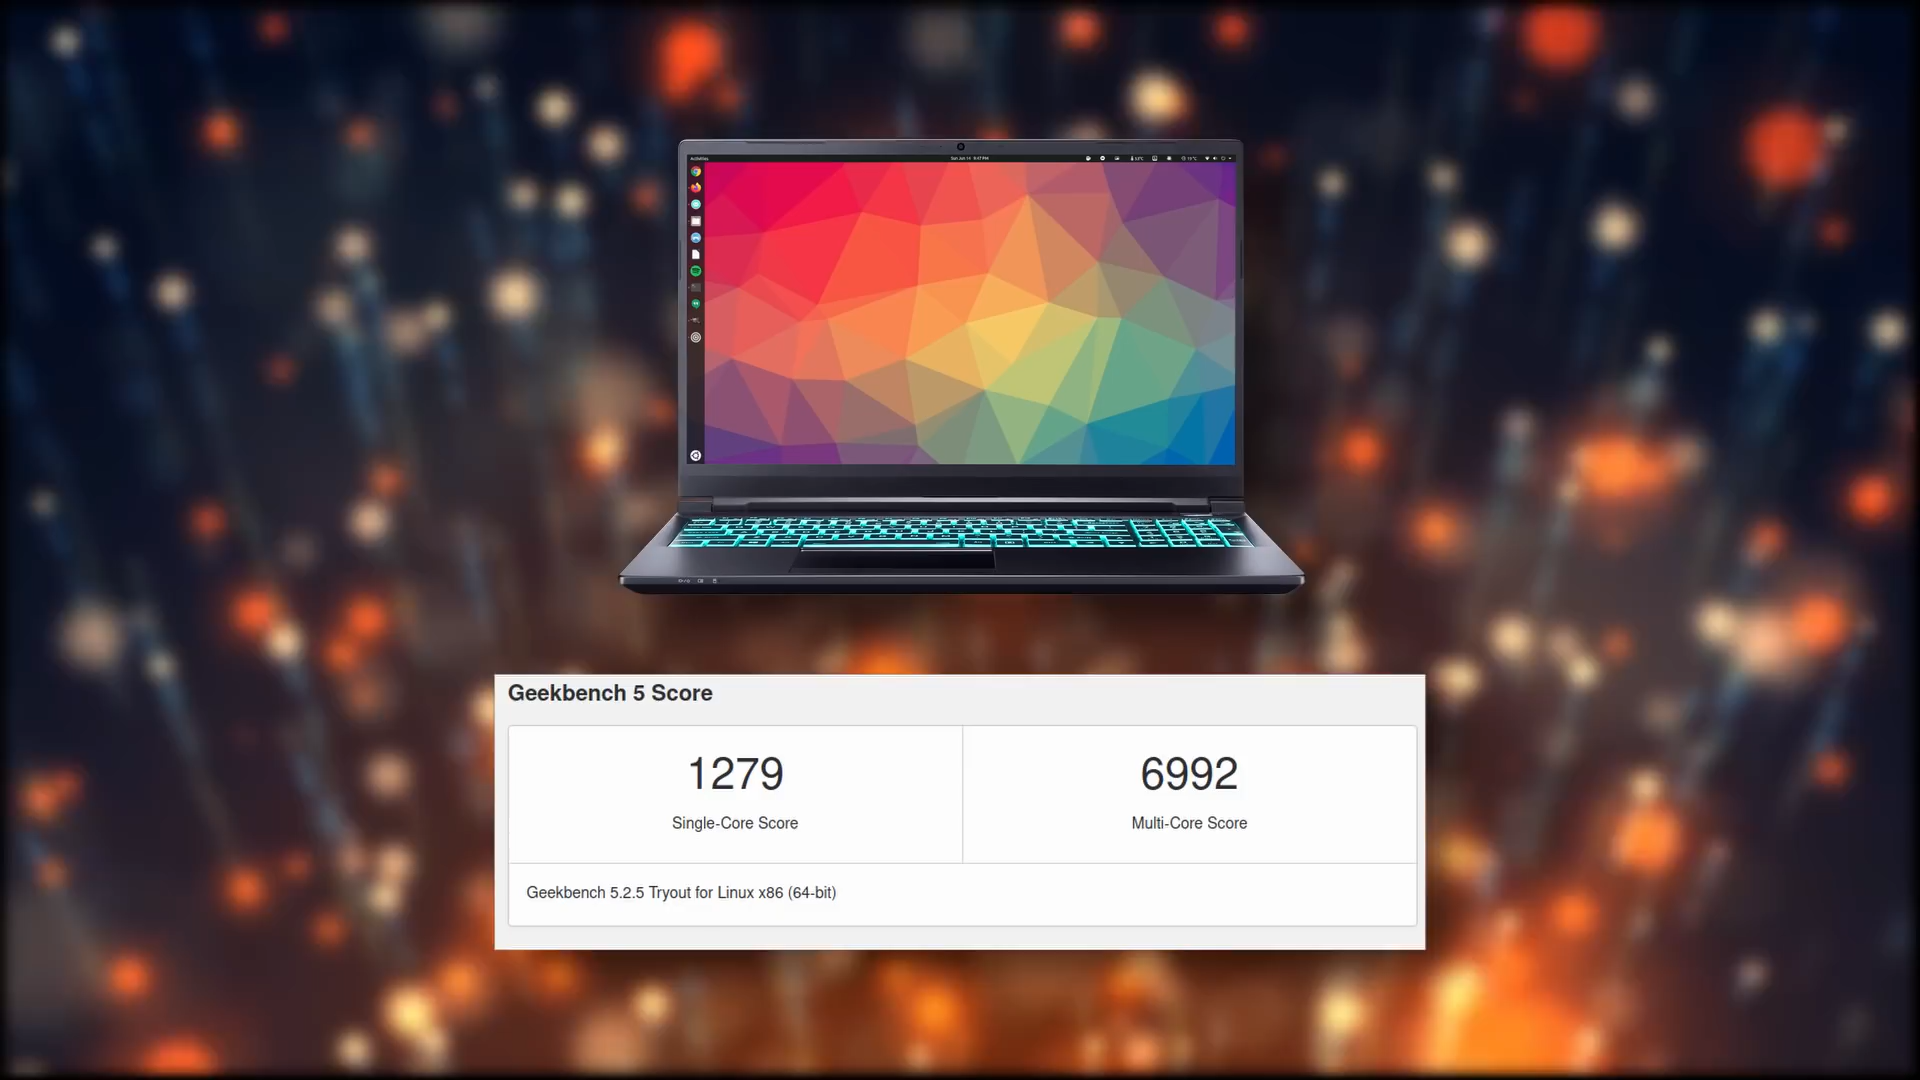 Activities
Geekbench 5 Score
1279
6992
Single-Core Score
Multi-Core Score
Geekbench 5.2.5 Tryout for Linux x86 (64-bit)